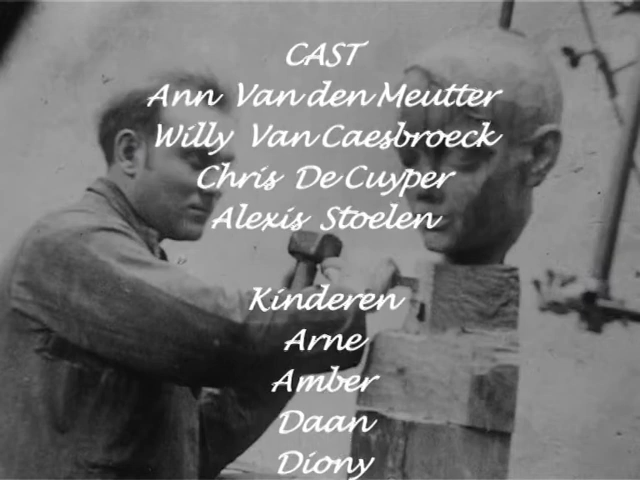 CAST
Ann Van den Meutter
Willy Van Caesbroeck
Chris De Cuyper
Alexis Stoelen
Kinderen
Arne
Amber
Daan
Diony